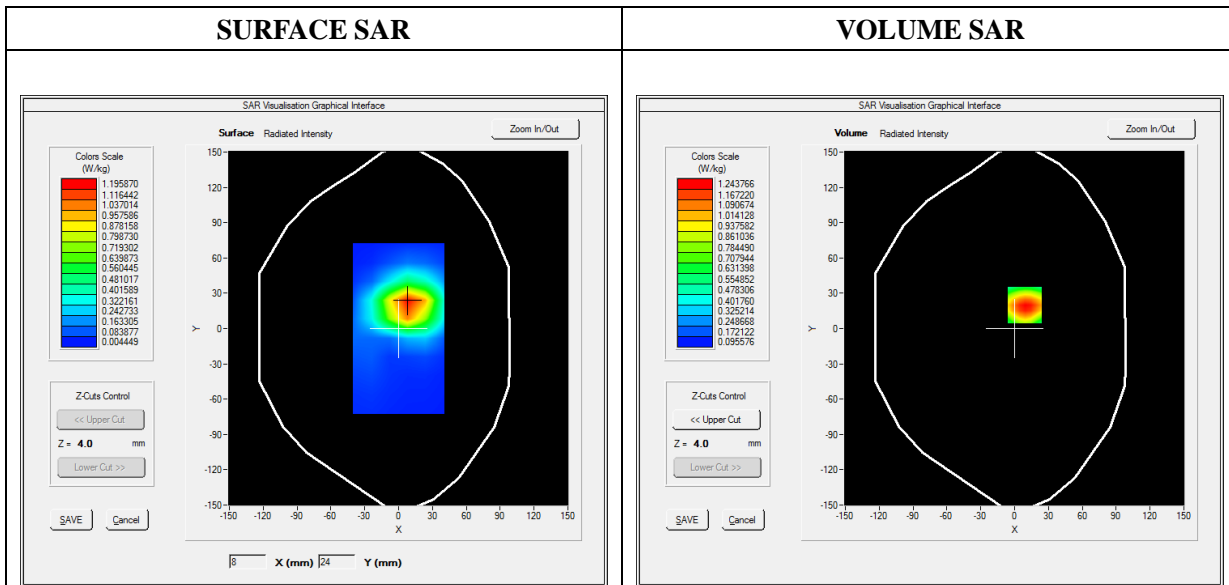 SURFACE SAR
VOLUME SAR
SAR Visualisation Graphical Interface
Surface Radiated Intensity
Zoom In/Out
Colors Scale
(W/kg)
1.195870
1.116442
1.037014
0.957586
0.878158
0.798730
0.719302
0.639873
0.560445
0.481017
0.401589
0.322161
0.242733
0.163305
0.083877
0.004449
Z-Cuts Control
<< Upper Cut
Z = 4.0 mm
Lower Cut >>
SAVE Cancel
150
120
90
60
30
0
-30
-60
-90
-120
-150
Y
-150 -120 -90 -60 -30 0 30 60 90 120 150
X
8 X (mm) 24 Y (mm)
SAR Visualisation Graphical Interface
Volume Radiated Intensity
Zoom In/Out
Colors Scale
(W/kg)
1.243766
1.167220
1.090674
1.014128
0.937582
0.861036
0.784490
0.707944
0.631398
0.554852
0.478306
0.401760
0.325214
0.248668
0.172122
0.095576
Z-Cuts Control
<< Upper Cut
Z = 4.0 mm
Lower Cut >>
SAVE Cancel
150
120
90
60
30
0
-30
-60
-90
-120
-150
Y
-150 -120 -90 -60 -30 0 30 60 90 120 150
X